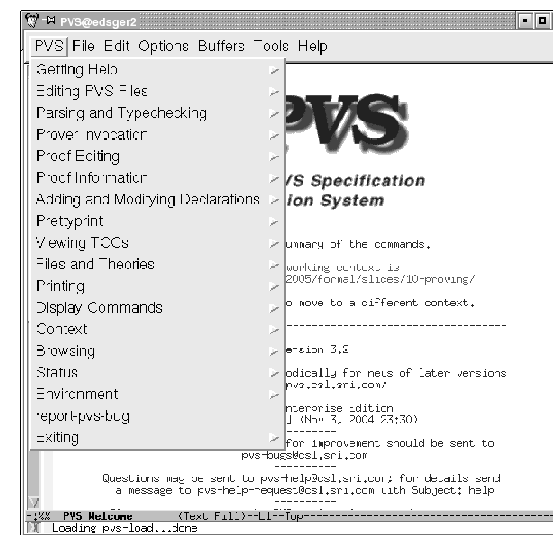 PVS@edsger2
PVS File Edit Options Buffers Tools Help
Getting Help
Editing PVS Files
Parsing and Typechecking
Prover Invocation
Proof Editing
Proof Information
Adding and Modifying Declarations
Prettyprint
Viewing TCCs
Files and Theories
Printing
Display Commands
Context
Browsing
Status
Environment
report-pvs-bug
Exiting
PVS
VS Specification
ion System
ummary of the commands.
working context is
2005/formal/slices/10-proving/
o move to a different context.
ersion 3.2
odically for news of later versions
pvs.csl.sri.com/
nterprise Edition
] (Nov 3, 2004 23:30)
for improvement should be sent to
pvs-bugs@csl.sri.com
Questions may be sent to pvs-help@csl.sri.com; for details send
a message to pvs-help-request@csl.sri.com with Subject: help
-:%% PVS Welcome (Text Fill)--L1--Top
Loading pvs-load...done